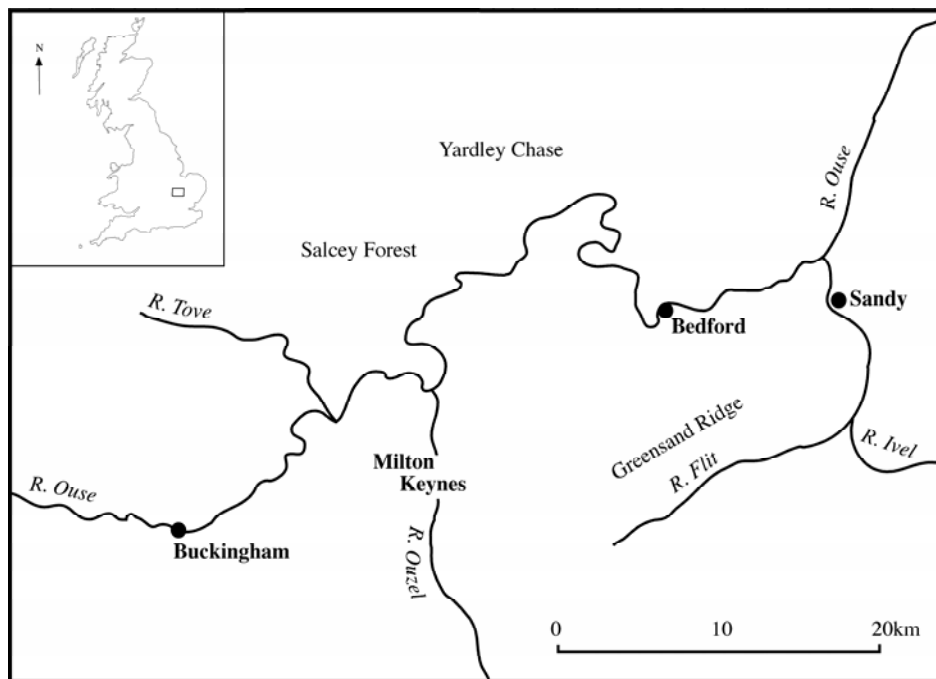 N
Yardley Chase
R. Ouse
Salcey Forest
R. Tove
Sandy
Bedford
Greensand Ridge
R. Flit
R. Ivel
Milton
Keynes
R. Ouse
Buckingham
R. Ouzel
0 10 20km